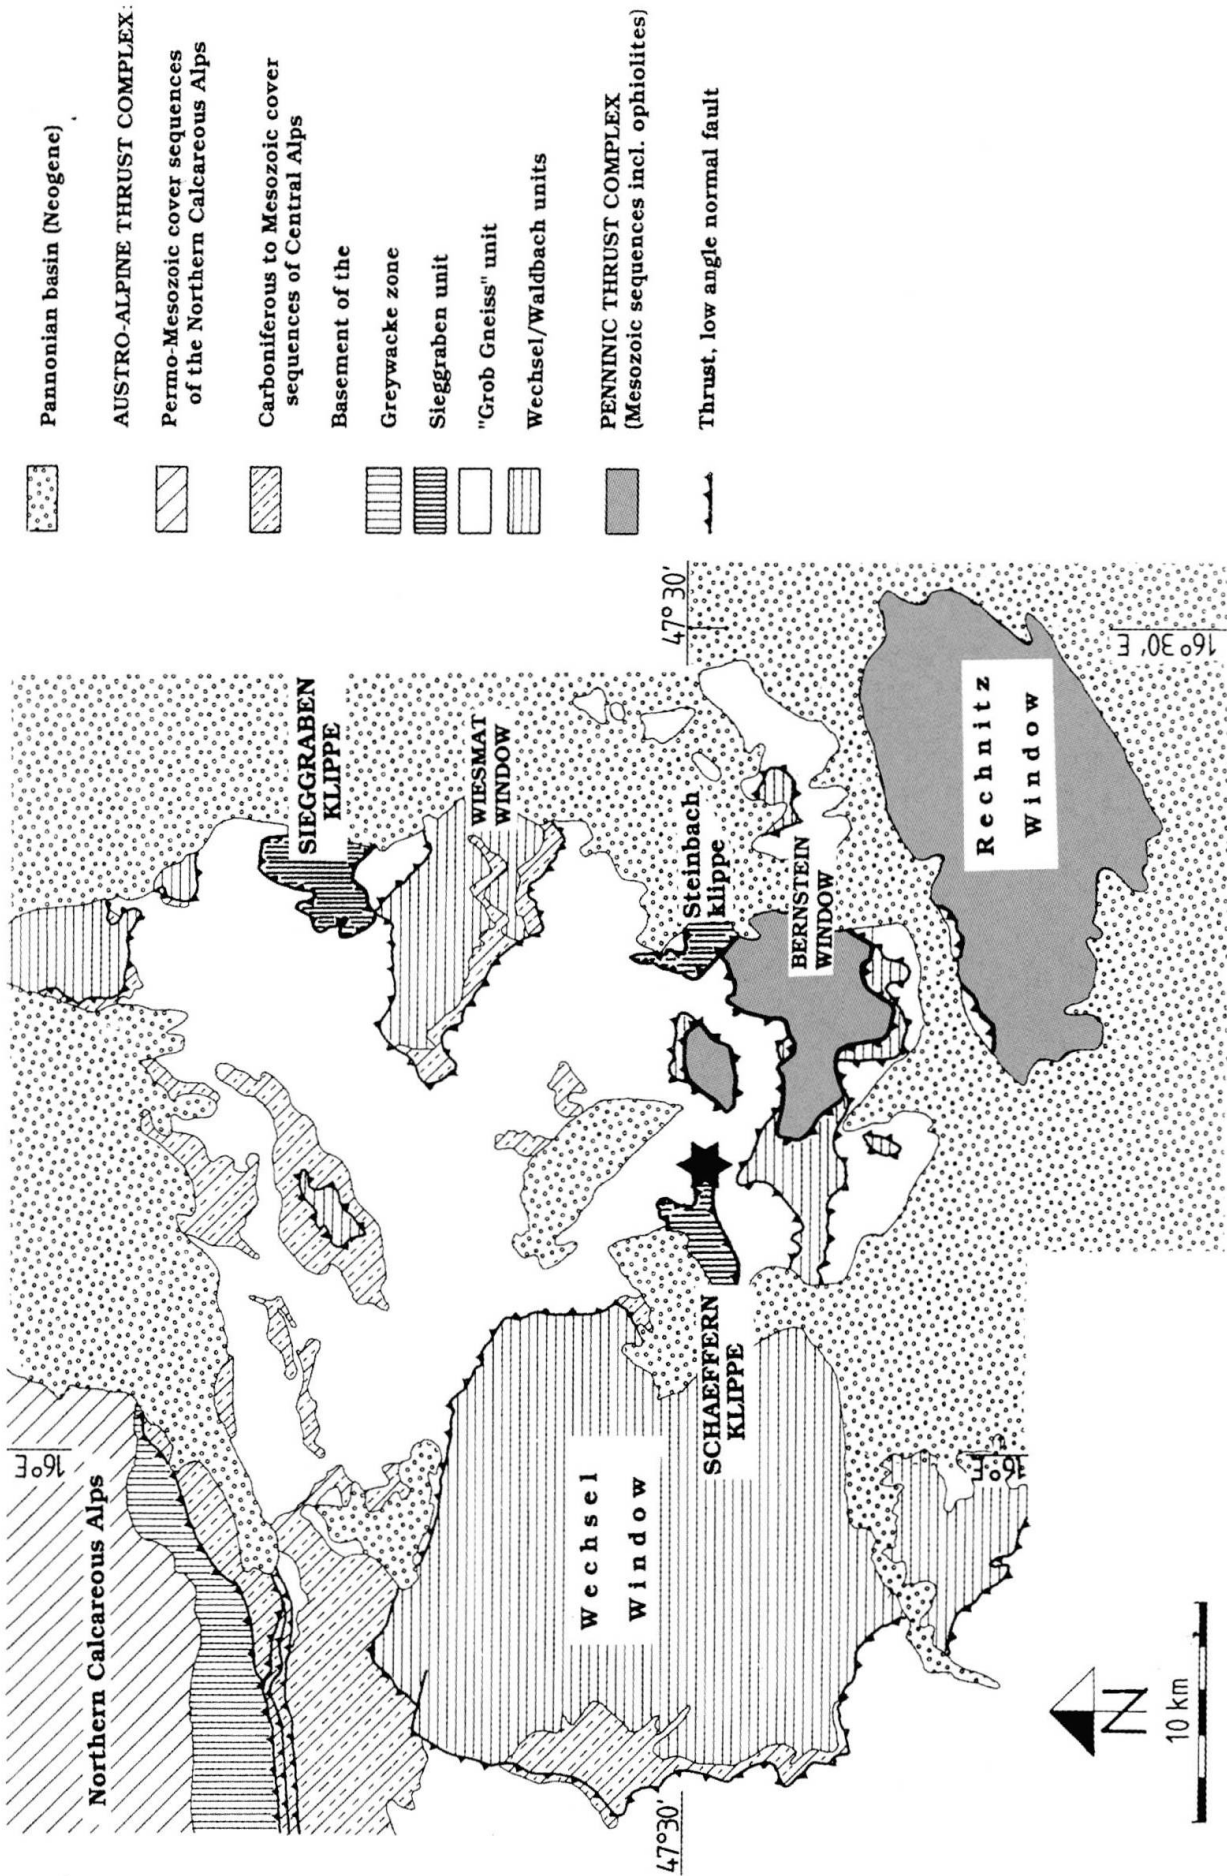 Pannonian basin (Neogene)
AUSTRO-ALPINE THRUST COMPLEX:
Permo-Mesozoic cover sequences
of the Northern Calcareous Alps
Carboniferous to Mesozoic cover
sequences of Central Alps
Basement of the
Greywacke zone
Sieggraben unit
"Grob Gneiss" unit
Wechsel/Waldbach units
PENNINIC THRUST COMPLEX
(Mesozoic sequences incl. ophiolites)
Thrust, low angle normal fault
Northern Calcareous Alps
16°E
SIEGGRABEN
KLIPPE
WIESMAT
WINDOW
Wechsel
Window
SCHAEFFERN
KLIPPE
Steinbach
klippe
BERNSTEIN
WINDOW
47°30'
Rechnitz
Window
16°30' E
16°E
47°30'
N
10 km